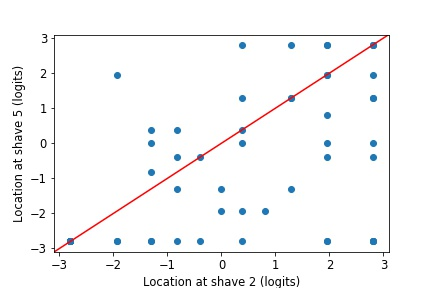 3
2
1
0
−1
−2
−3
Location at shave 5 (logits)
−3 −2 −1 0 1 2 3
Location at shave 2 (logits)